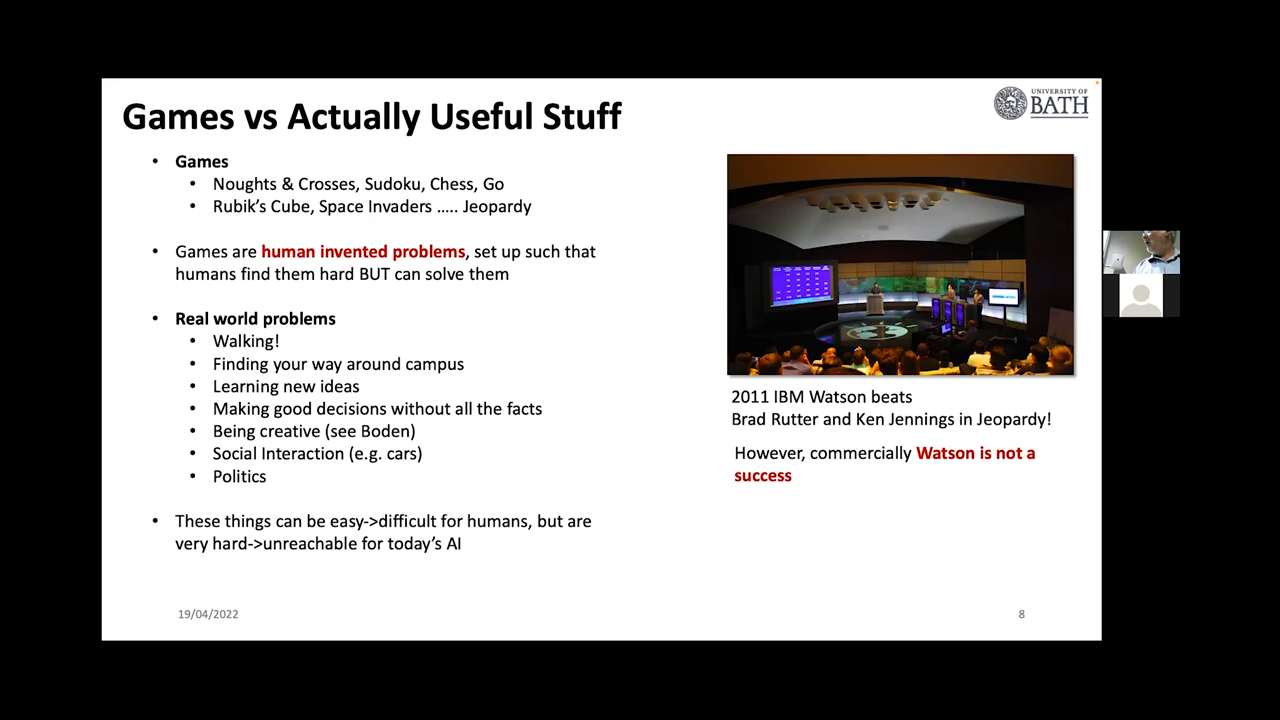 Games vs Actually Useful Stuff
UNIVERSITY OF
BATH
• Games
• Noughts & Crosses, Sudoku, Chess, Go
• Rubik's Cube, Space Invaders ..... Jeopardy
• Games are human invented problems, set up such that
humans find them hard BUT can solve them
• Real world problems
• Walking!
• Finding your way around campus
• Learning new ideas
• Making good decisions without all the facts
• Being creative (see Boden)
• Social Interaction (e.g. cars)
• Politics
• These things can be easy->difficult for humans, but are
very hard->unreachable for today's AI
2011 IBM Watson beats
Brad Rutter and Ken Jennings in Jeopardy!
However, commercially Watson is not a
success
19/04/2022
8